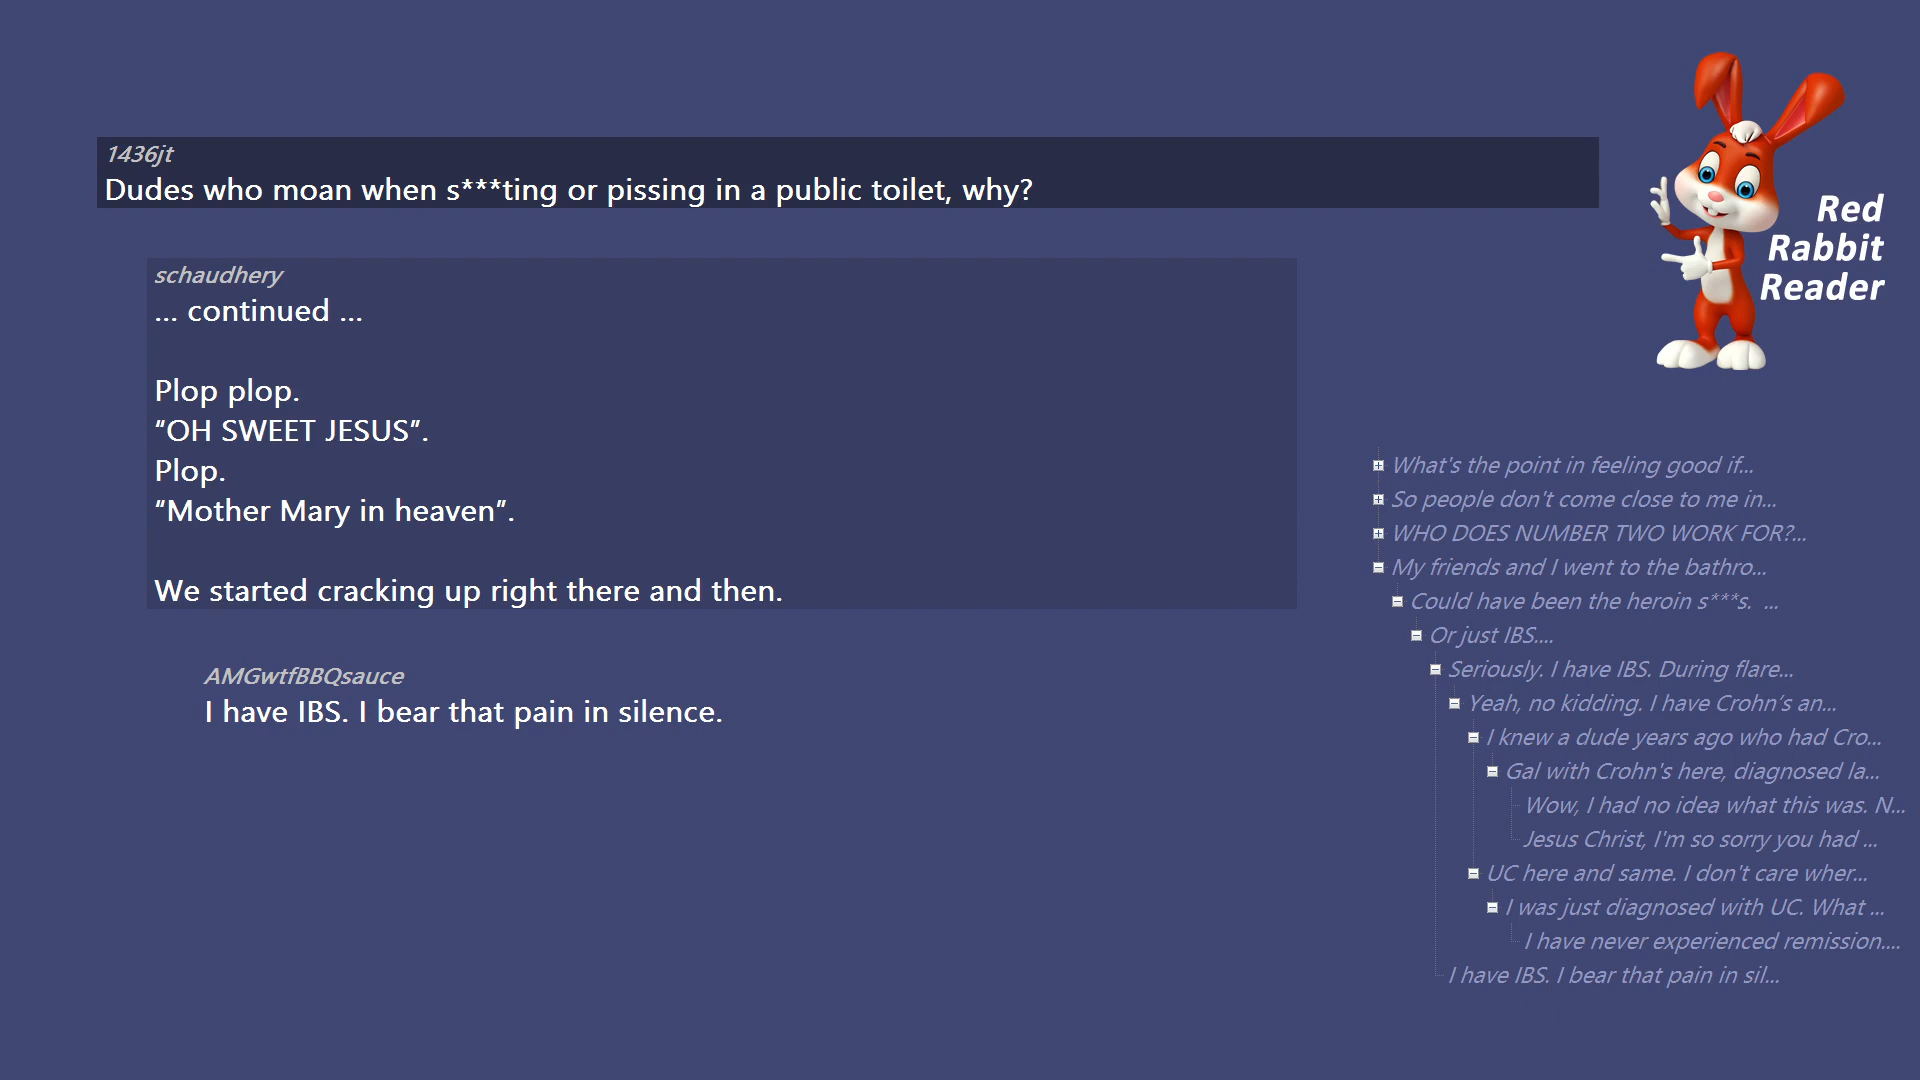 1436jt
Dudes who moan when s***ting or pissing in a public toilet, why?
schaudhery
... continued ...
Plop plop.
“OH SWEET JESUS”.
Plop.
“Mother Mary in heaven”.
We started cracking up right there and then.
AMGwtfBBQsauce
I have IBS. I bear that pain in silence.
Red
Rabbit
Reader
What's the point in feeling good if...
So people don't come close to me in...
WHO DOES NUMBER TWO WORK FOR?...
My friends and I went to the bathro...
Could have been the heroin s***s.  ...
Or just IBS....
Seriously. I have IBS. During flare...
Yeah, no kidding. I have Crohn’s an...
I knew a dude years ago who had Cro...
Gal with Crohn's here, diagnosed la...
Wow, I had no idea what this was. N...
Jesus Christ, I'm so sorry you had ...
UC here and same. I don't care wher...
I was just diagnosed with UC. What ...
I have never experienced remission....
I have IBS. I bear that pain in sil...